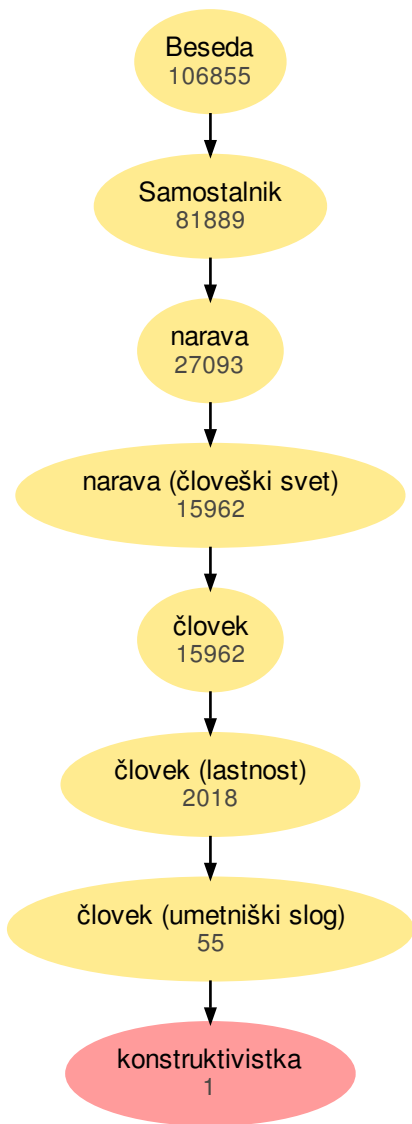 Beseda
106855
Samostalnik
81889
narava
27093
narava (človeški svet)
15962
človek
15962
človek (lastnost)
2018
človek (umetniški slog)
55
konstruktivistka
1